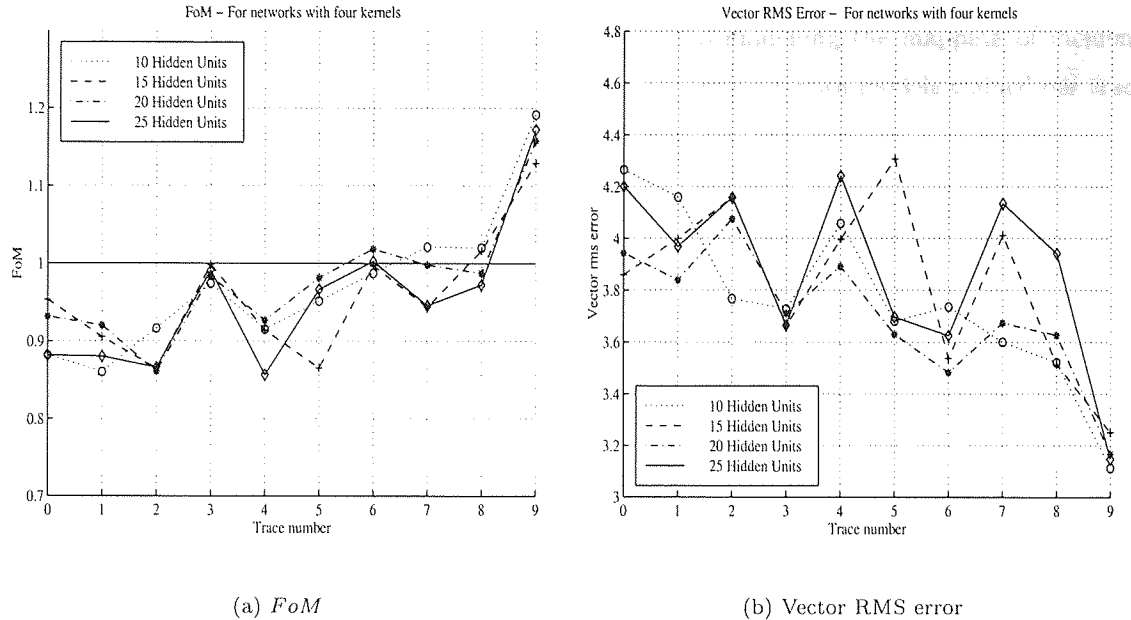 FoM – For networks with four kernels
10 Hidden Units
15 Hidden Units
20 Hidden Units
25 Hidden Units
1.2
1.1
1
0.9
0.8
0.7
FoM
0 1 2 3 4 5 6 7 8 9
Trace number
(a) FoM
Vector RMS Error – For networks with four kernels
4.8
4.6
4.4
4.2
4
3.8
3.6
3.4
3.2
3
Vector rms error
10 Hidden Units
15 Hidden Units
20 Hidden Units
25 Hidden Units
0 1 2 3 4 5 6 7 8 9
Trace number
(b) Vector RMS error